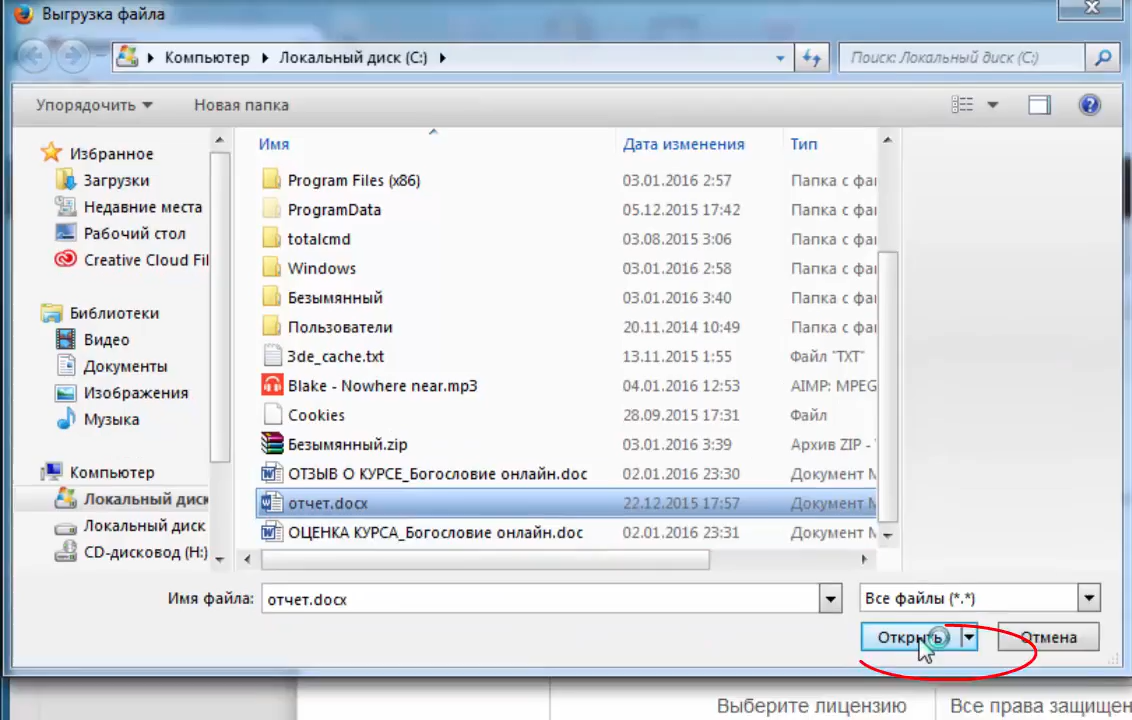 Выгрузка файла
Компьютер Локальный диск (C:) Поиск: Локальный диск (C:)
Упорядочить Новая папка
Имя Дата изменения Тип
Избранное
Загрузки
Недавние места
Рабочий стол
Creative Cloud Fil
Библиотеки
Видео
Документы
Изображения
Музыка
Компьютер
Локальный диск
Локальный диск
CD-дисковод (H:)
Program Files (x86) 03.01.2016 2:57 Папка с фай
ProgramData 05.12.2015 17:42 Папка с фай
totalcmd 03.08.2015 3:06 Папка с фай
Windows 03.01.2016 2:58 Папка с фай
Безымянный 03.01.2016 3:40 Папка с фай
Пользователи 20.11.2014 10:49 Папка с фай
3de_cache.txt 13.11.2015 1:55 Файл "TXT"
Blake - Nowhere near.mp3 04.01.2016 12:53 AIMP: MPEG
Cookies 28.09.2015 17:31 Файл
Безымянный.zip 03.01.2016 3:39 Архив ZIP -
ОТЗЫВ О КУРСЕ_Богословие онлайн.doc 02.01.2016 23:30 Документ M
отчет.docx 22.12.2015 17:57 Документ M
ОЦЕНКА КУРСА_Богословие онлайн.doc 02.01.2016 23:31 Документ M
Имя файла: отчет.docx Все файлы (*.*)
Открыть Отмена
Выберите лицензию Все права защищен